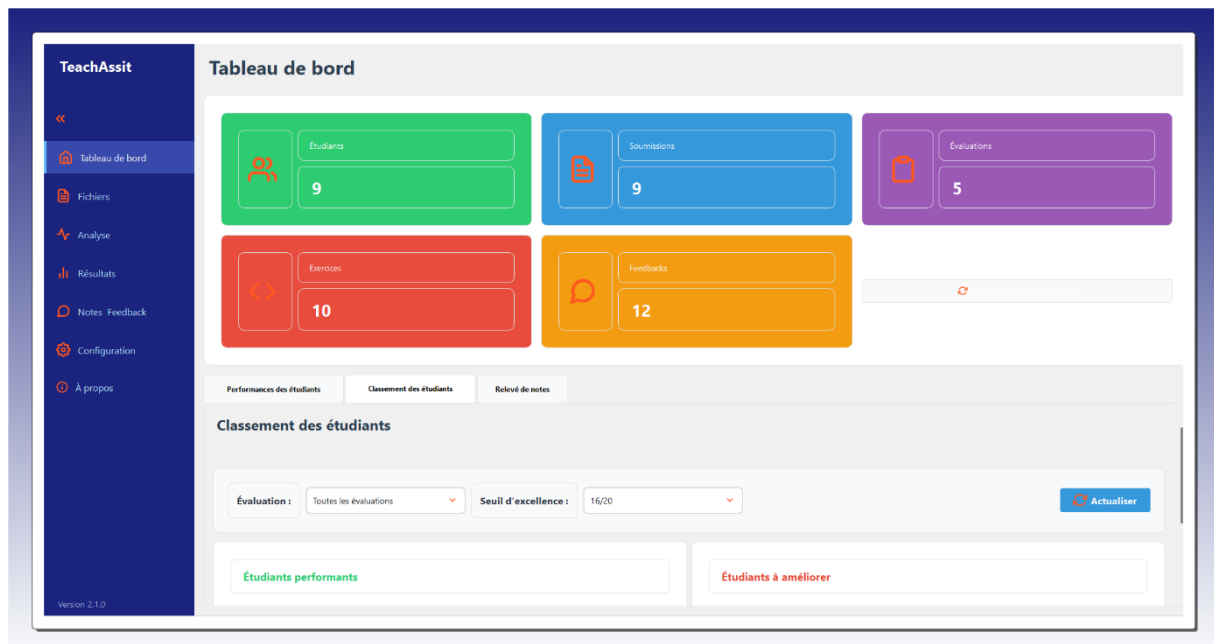 TeachAssit
Tableau de bord
Fichiers
Analyse
Résultats
Notes Feedback
Configuration
À propos
Version 2.1.0
Tableau de bord
Étudiants
9
Soumissions
9
Évaluations
5
Exercices
10
Feedbacks
12
Performances des étudiants
Classement des étudiants
Relevé de notes
Classement des étudiants
Évaluation :
Toutes les évaluations
Seuil d'excellence :
16/20
Actualiser
Étudiants performants
Étudiants à améliorer